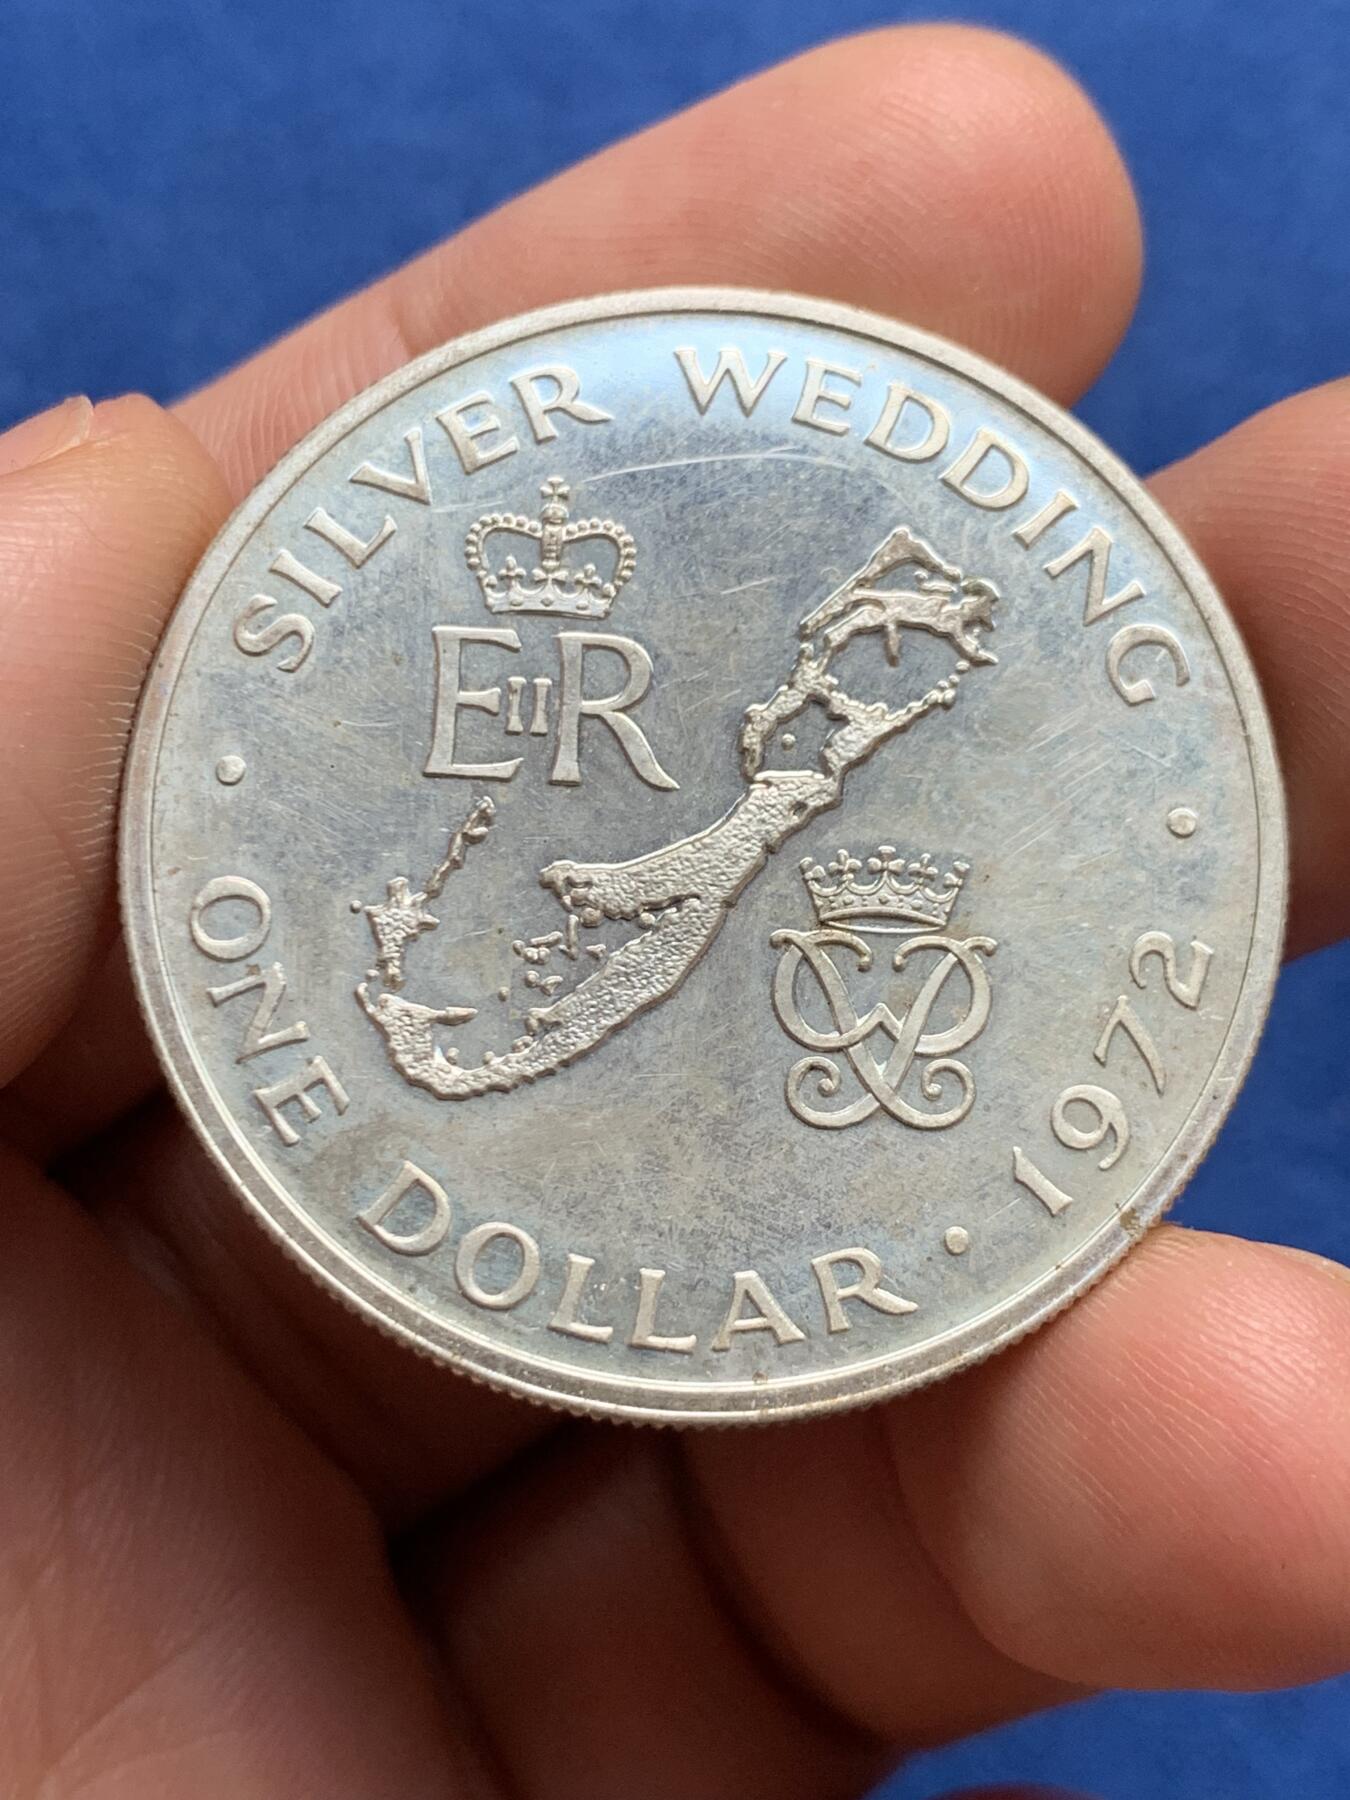 SILVER WEDDING
EIIR
ONE DOLLAR · 1972